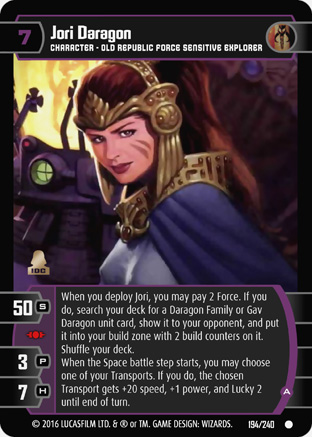 7
Jori Daragon
CHARACTER - OLD REPUBLIC FORCE SENSITIVE EXPLORER
IDC
50 S
3 P
7 H
When you deploy Jori, you may pay 2 Force. If you
do, search your deck for a Daragon Family or Gav
Daragon unit card, show it to your opponent, and put
it into your build zone with 2 build counters on it.
Shuffle your deck.
When the Space battle step starts, you may choose
one of your Transports. If you do, the chosen
Transport gets +20 speed, +1 power, and Lucky 2
until end of turn.
A
© 2016 LUCASFILM LTD. & ® or TM. GAME DESIGN: WIZARDS.
194/240